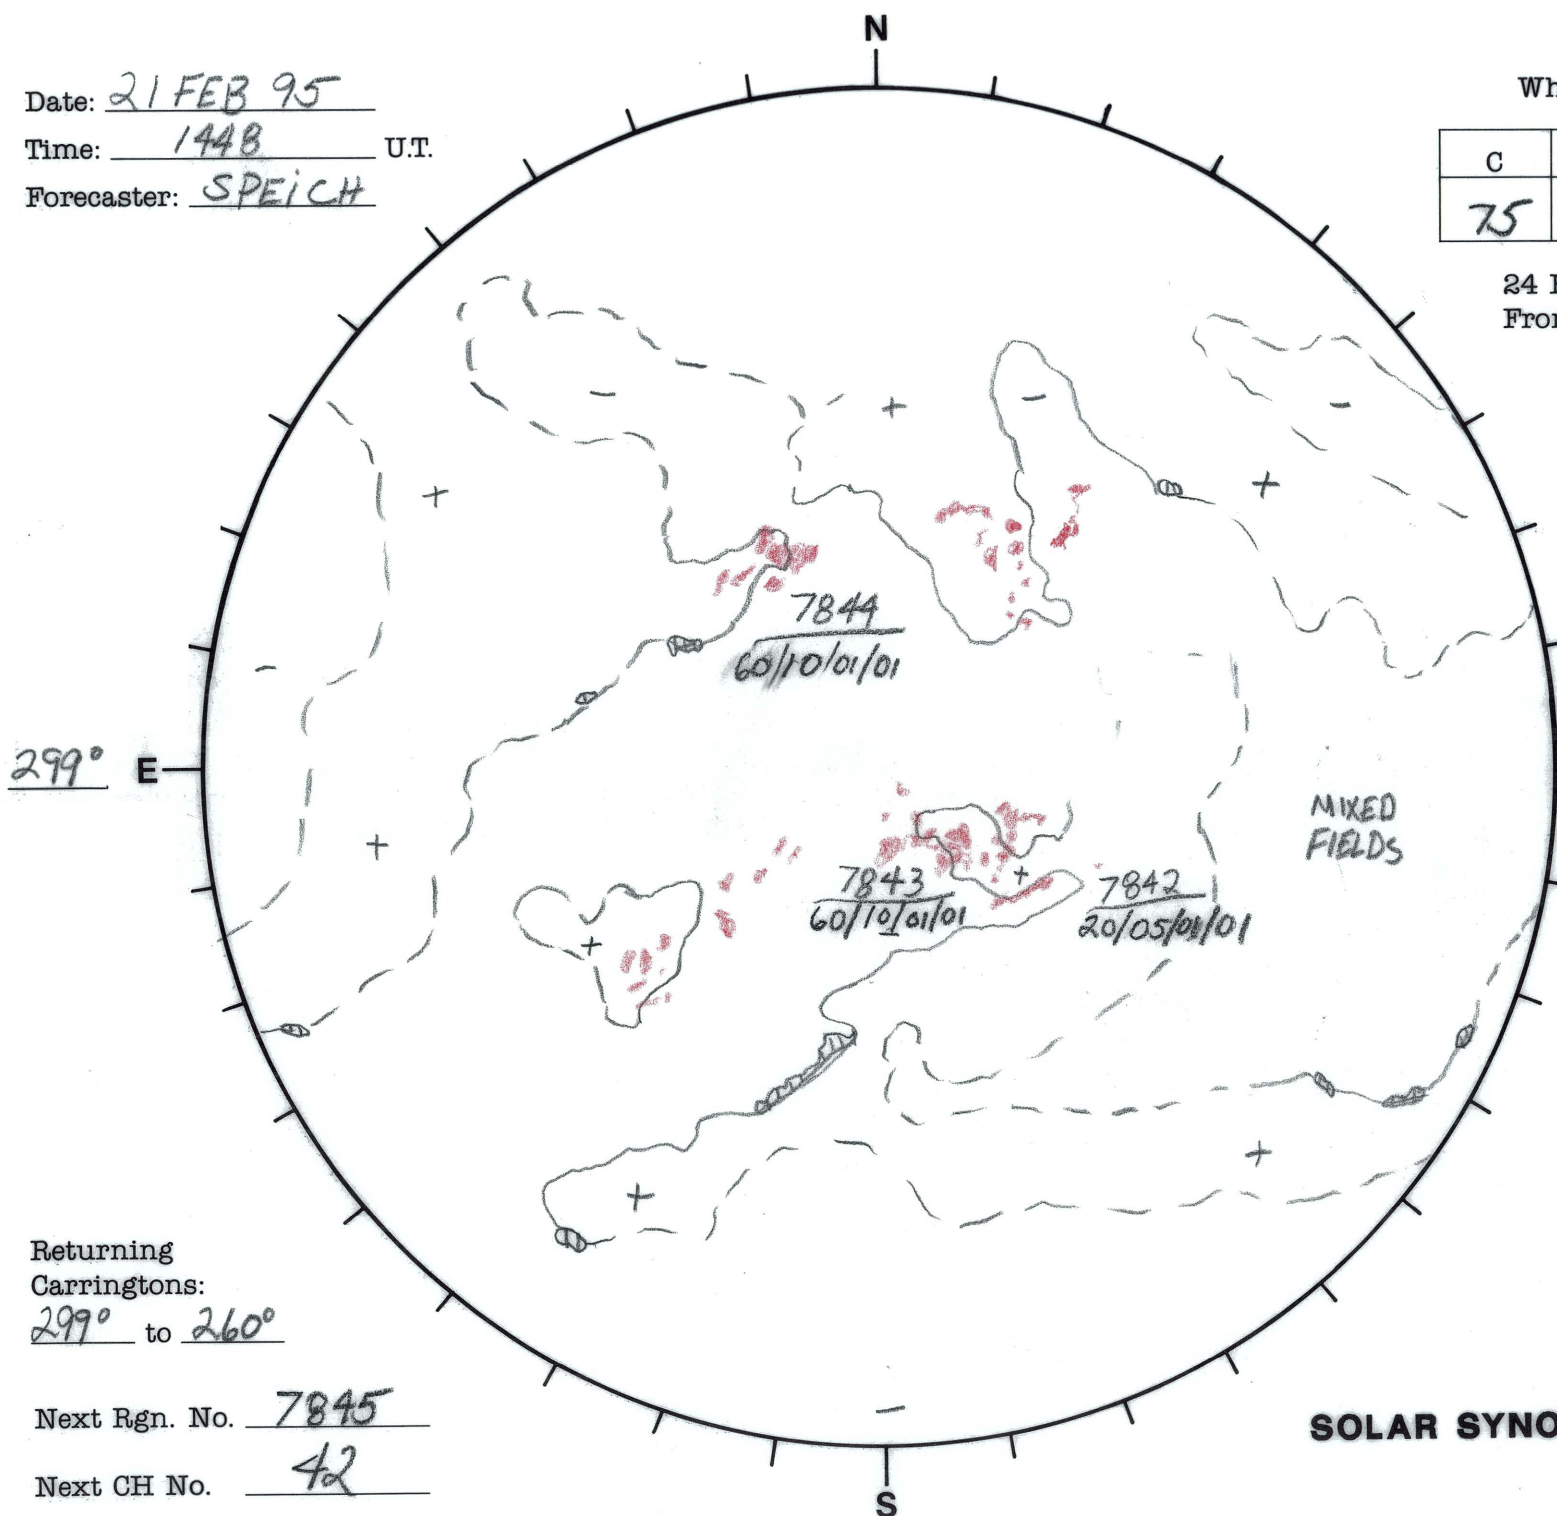 N
Date: 21 FEB 95
Time: 1448 U.T.
Forecaster: SPEICH
Wh
C
75
24
Fror
-
+
-
-
+
+
7844
60/10/01/01
-
299° E
MIXED
FIELDS
+
7843
60/10/01/01
+
7842
20/05/01/01
+
+
+
Returning
Carringtons:
299° to 260°
Next Rgn. No. 7845
Next CH No. 42
-
S
SOLAR SYNO